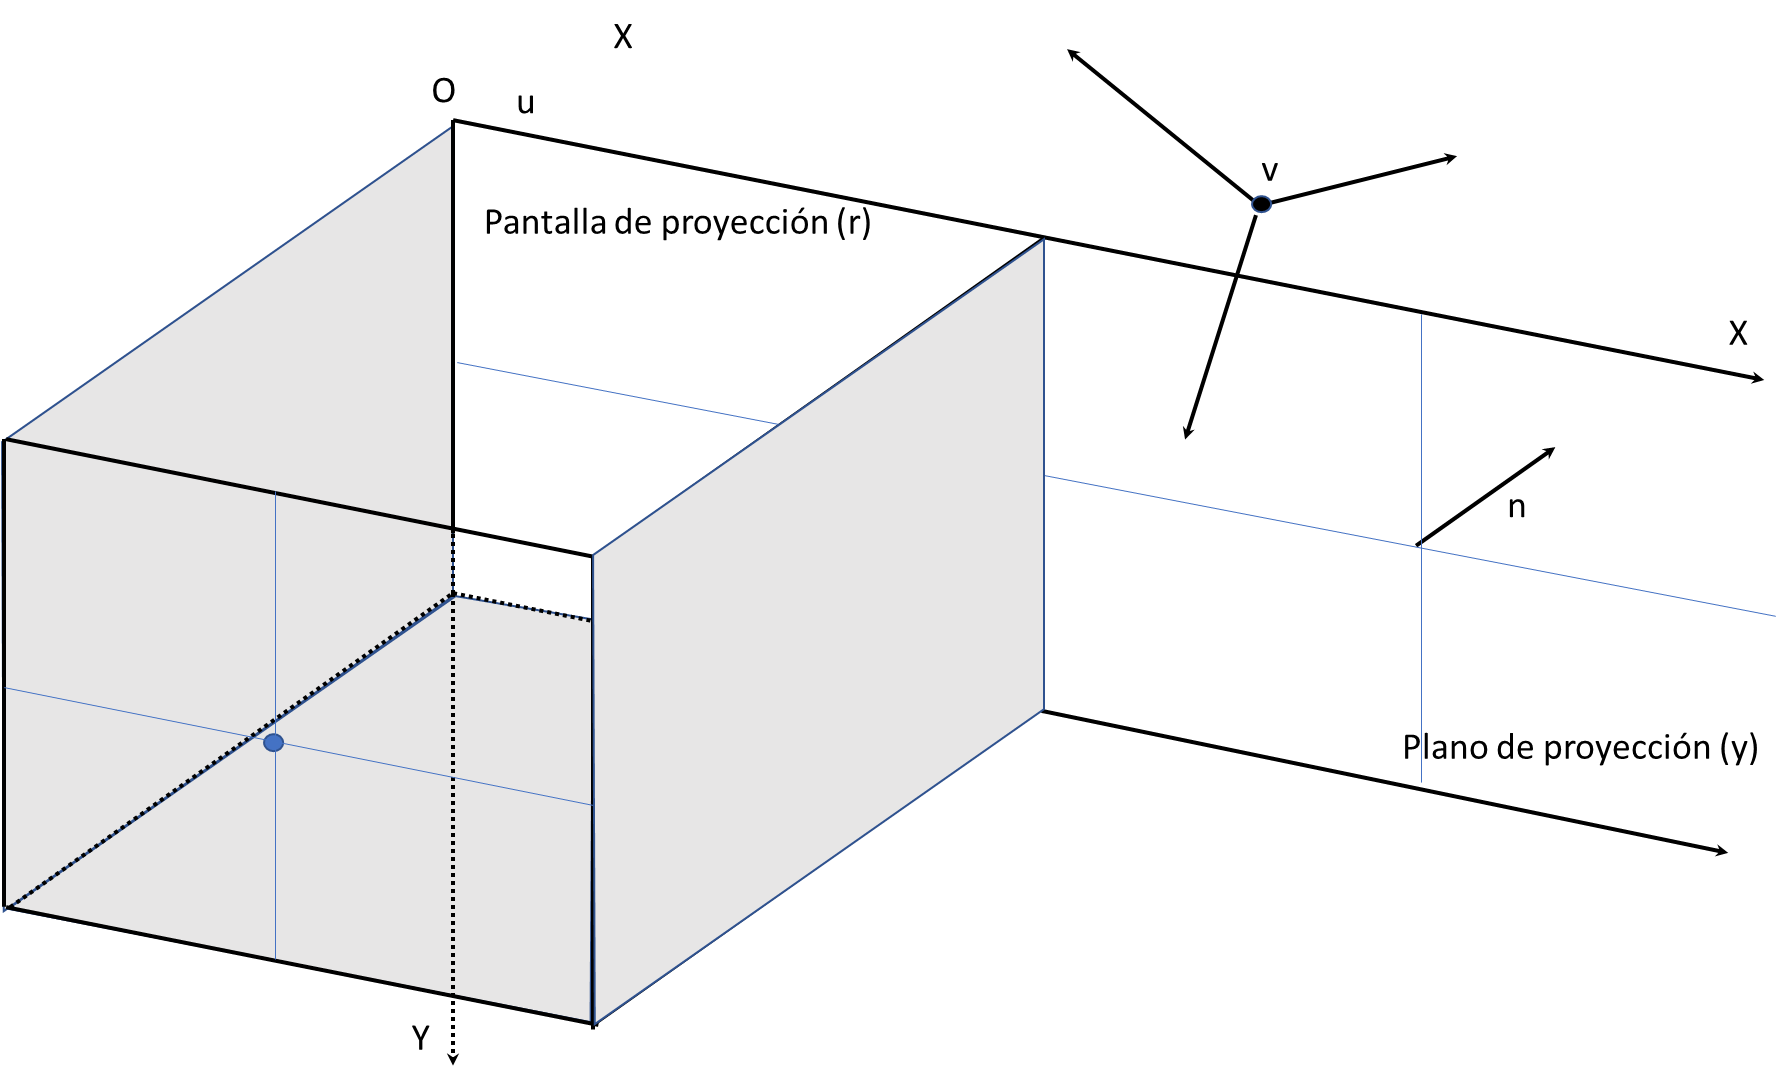 X
O
u
v
Pantalla de proyección (r)
X
n
Plano de proyección (y)
Y